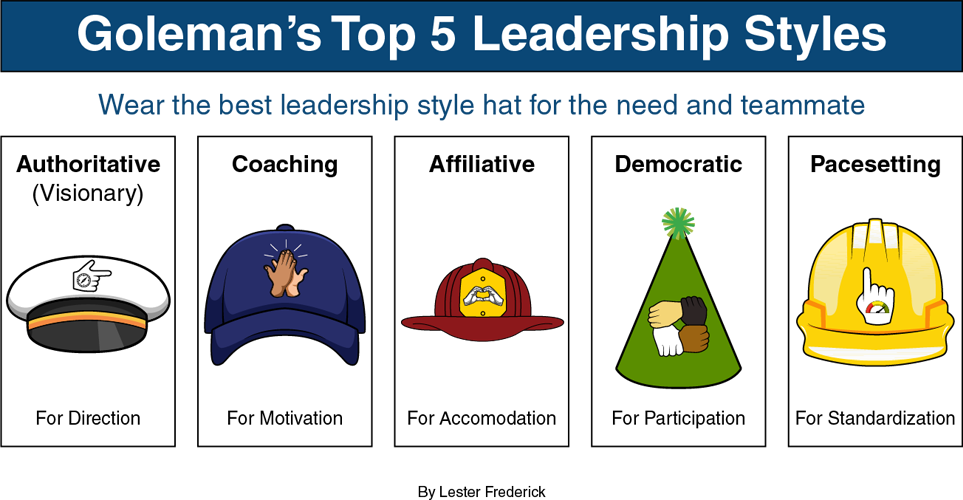 Goleman's Top 5 Leadership Styles
Wear the best leadership style hat for the need and teammate
Authoritative
(Visionary)
For Direction
Coaching
For Motivation
Affiliative
For Accomodation
Democratic
For Participation
Pacesetting
For Standardization
By Lester Frederick